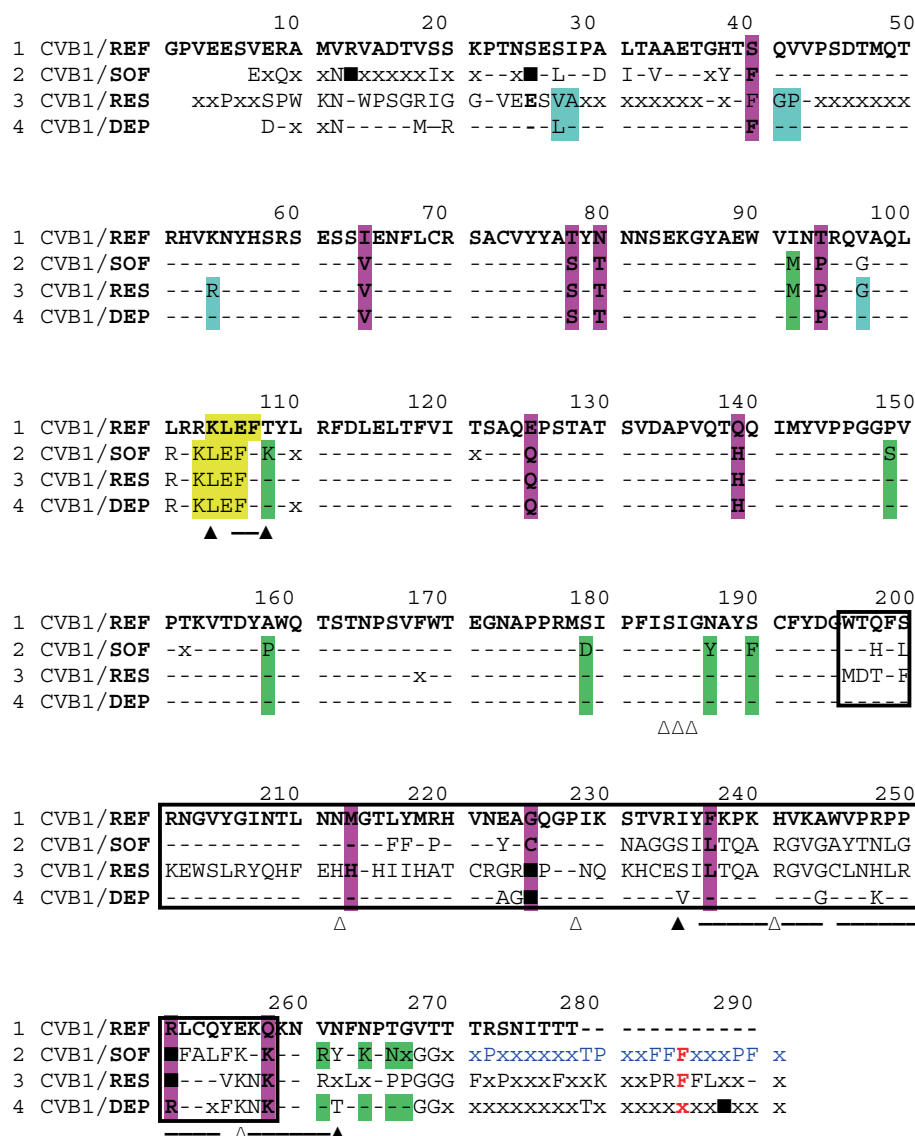 10 20 30 40 50
1 CVB1/REF GPVEESVERA MVRVADTVSS KPTNSESIPA LTAAETGHTS QVVPSDTMQT
2 CVB1/SOF ExQx xN■xxxxxIx x--x■-L--D I-V---xY-F ----------
3 CVB1/RES xxPxxSPW KN-WPSGRIG G-VEESVAxx xxxxxx-x-F GP-xxxxxxx
4 CVB1/DEP D-x xN-----M—R ------L--- ---------F ----------
60 70 80 90 100
1 CVB1/REF RHVKNYHSRS ESSIENFLCR SACVYYATYN NNSEKGYAEW VINTRQVAQL
2 CVB1/SOF ---------- ---V------ -------S-T ---------- --M-P--G--
3 CVB1/RES ---R------ ---V------ -------S-T ---------- --M-P--G--
4 CVB1/DEP ---------- ---V------ -------S-T ---------- ----P-----
110 120 130 140 150
1 CVB1/REF LRRKLEFTYL RFDLELTFVI TSAQEPSTAT SVDAPVQTQQ IMYVPPGGPV
2 CVB1/SOF R-KLEF-K-x ---------- x---Q----- --------H- --------S-
3 CVB1/RES R-KLEF---- ---------- ----Q----- --------H- ----------
4 CVB1/DEP R-KLEF---x ---------- ----Q----- --------H- ----------
160 170 180 190 200
1 CVB1/REF PTKVTDYAWQ TSTNPSVFWT EGNAPPRMSI PFISIGNAYS CFYDGWTQFS
2 CVB1/SOF -x-----P-- ---------- --------D- ------Y--F -------H-L
3 CVB1/RES ---------- -------x-- ---------- ---------- -----MDT-F
4 CVB1/DEP ---------- ---------- ---------- ---------- ----------
210 220 230 240 250
1 CVB1/REF RNGVYGINTL NNMGTLYMRH VNEAGQGPIK STVRIYFKPK HVKAWVPRPP
2 CVB1/SOF ---------- -----FF-P- --Y-C----- NAGGSILTQA RGVGAYTNLG
3 CVB1/RES KEWSLRYQHF EHH-HIIHAT CRGR■P--NQ KHCESILTQA RGVGCLNHLR
4 CVB1/DEP ---------- ---------- --AG■----- ----V-L--- ---G---K--
260 270 280 290
1 CVB1/REF RLCQYEKQKN VNFNPTGVTT TRSNITTT-- ----------
2 CVB1/SOF ■FALFK-K-- RY-K-NxGGx xPxxxxxxTP xxFFFxxxPF x
3 CVB1/RES ■---VKNK-- RxLx-PPGGG FxPxxxFxxK xxPRFFLxx- x
4 CVB1/DEP R--xFKNK-- -T-----GGx xxxxxxxxTx xxxxxxx■xx x